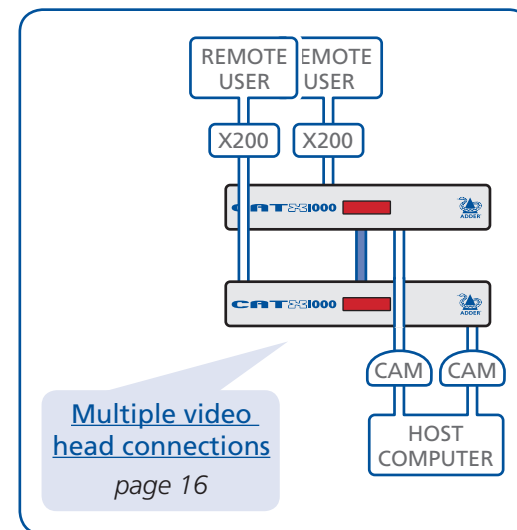 REMOTE
USER
EMOTE
USER
X200
X200
CATX1000
ADDER
CATX1000
ADDER
CAM
CAM
HOST
COMPUTER
Multiple video
head connections
page 16